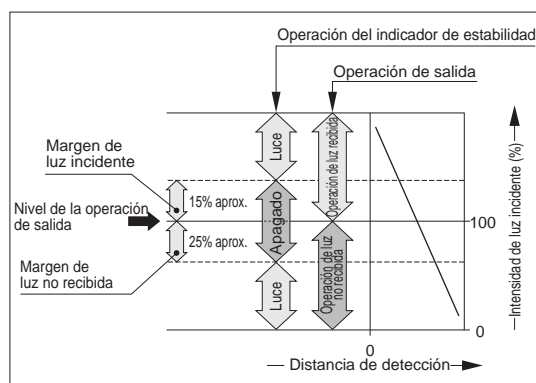 Operación del indicador de estabilidad
Operación de salida
Margen de
luz incidente
Nivel de la operación
de salida
Margen de
luz no recibida
15% aprox.
25% aprox.
Luce
Apagado
Luce
Operación de luz recibida
Operación de luz
no recibida
100
0
0
Distancia de detección
Intensidad de luz incidente (%)